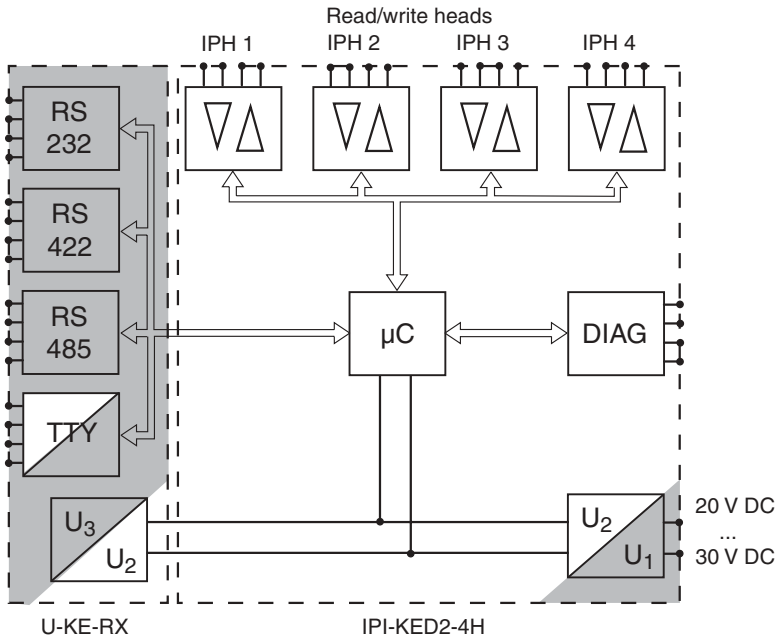 Read/write heads
IPH 1 IPH 2 IPH 3 IPH 4
RS
232
RS
422
RS
485
TTY
µC
DIAG
U3
U2
U2
U1
20 V DC
...
30 V DC
U-KE-RX
IPI-KED2-4H